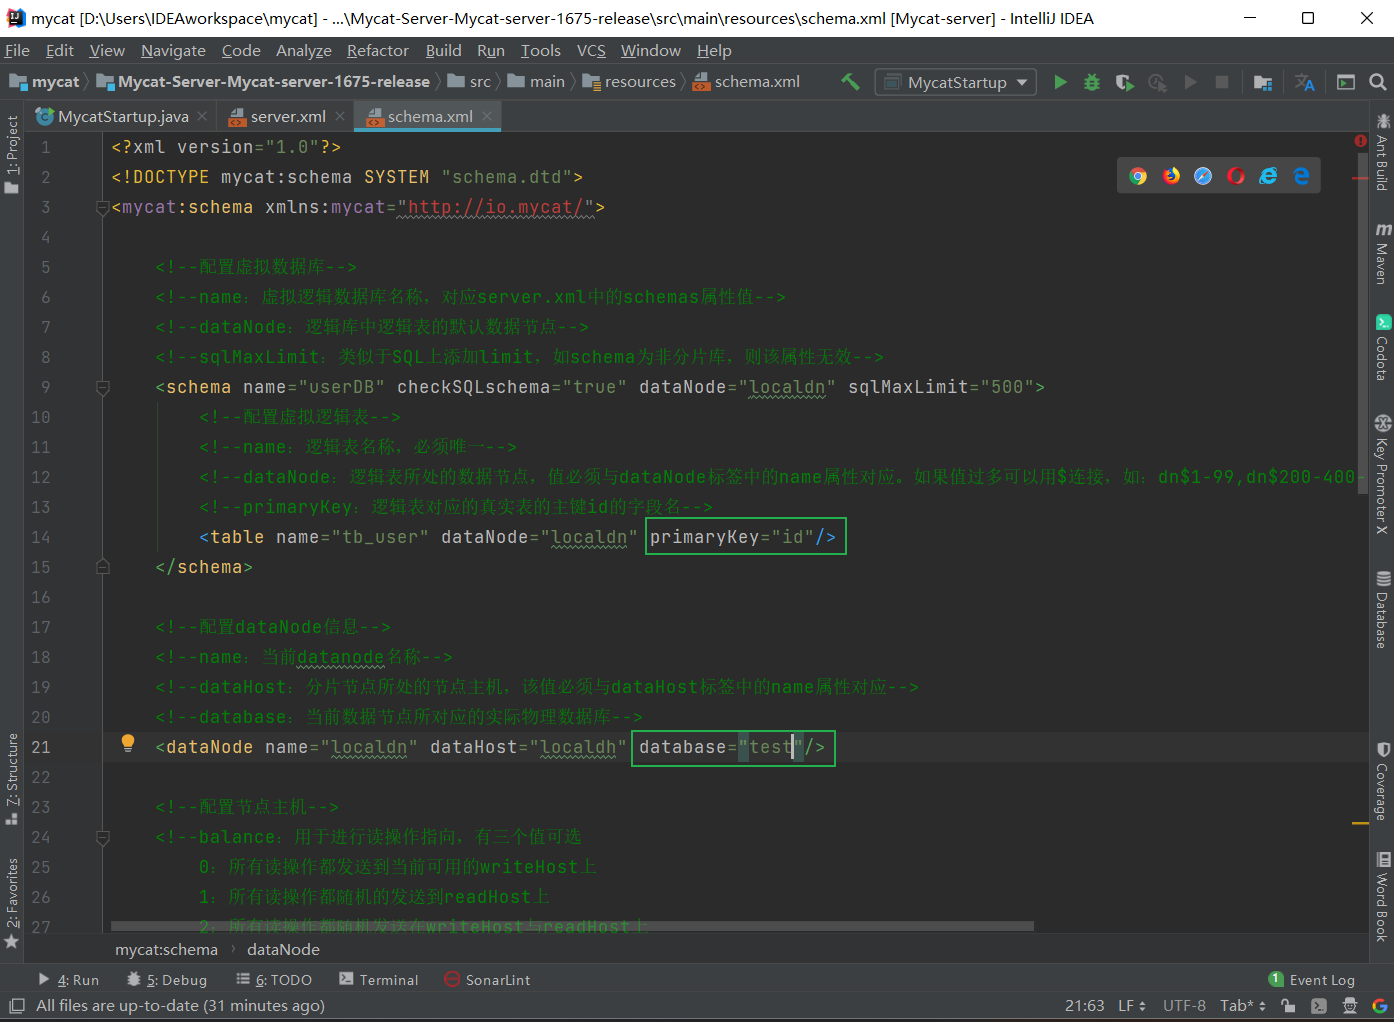 mycat [D:\Users\IDEAworkspace\mycat] - ...\Mycat-Server-Mycat-server-1675-release\src\main\resources\schema.xml [Mycat-server] - IntelliJ IDEA
File Edit View Navigate Code Analyze Refactor Build Run Tools VCS Window Help
mycat Mycat-Server-Mycat-server-1675-release src main resources schema.xml MycatStartup
MycatStartup.java server.xml schema.xml
1 <?xml version="1.0"?>
2 <!DOCTYPE mycat:schema SYSTEM "schema.dtd">
3 <mycat:schema xmlns:mycat="http://io.mycat/">
4
5 <!--配置虚拟数据库-->
6 <!--name：虚拟逻辑数据库名称，对应server.xml中的schemas属性值-->
7 <!--dataNode：逻辑库中逻辑表的默认数据节点-->
8 <!--sqlMaxLimit：类似于SQL上添加limit，如schema为非分片库，则该属性无效-->
9 <schema name="userDB" checkSQLschema="true" dataNode="localdn" sqlMaxLimit="500">
10 <!--配置虚拟逻辑表-->
11 <!--name：逻辑表名称，必须唯一-->
12 <!--dataNode：逻辑表所处的数据节点，值必须与dataNode标签中的name属性对应。如果值过多可以用$连接，如：dn$1-99,dn$200-400-
13 <!--primaryKey：逻辑表对应的真实表的主键id的字段名-->
14 <table name="tb_user" dataNode="localdn" primaryKey="id"/>
15 </schema>
16
17 <!--配置dataNode信息-->
18 <!--name：当前datanode名称-->
19 <!--dataHost：分片节点所处的节点主机，该值必须与dataHost标签中的name属性对应-->
20 <!--database：当前数据节点所对应的实际物理数据库-->
21 <dataNode name="localdn" dataHost="localdh" database="test"/>
22
23 <!--配置节点主机-->
24 <!--balance：用于进行读操作指向，有三个值可选
25 0：所有读操作都发送到当前可用的writeHost上
26 1：所有读操作都随机的发送到readHost上
27 2：所有读操作都随机发送在writeHost与readHost上
mycat:schema › dataNode
1: Project
7: Structure
2: Favorites
Ant Build
Maven
Codota
Key Promoter X
Database
Coverage
Word Book
4: Run 5: Debug 6: TODO Terminal SonarLint 1 Event Log
All files are up-to-date (31 minutes ago) 21:63 LF UTF-8 Tab*